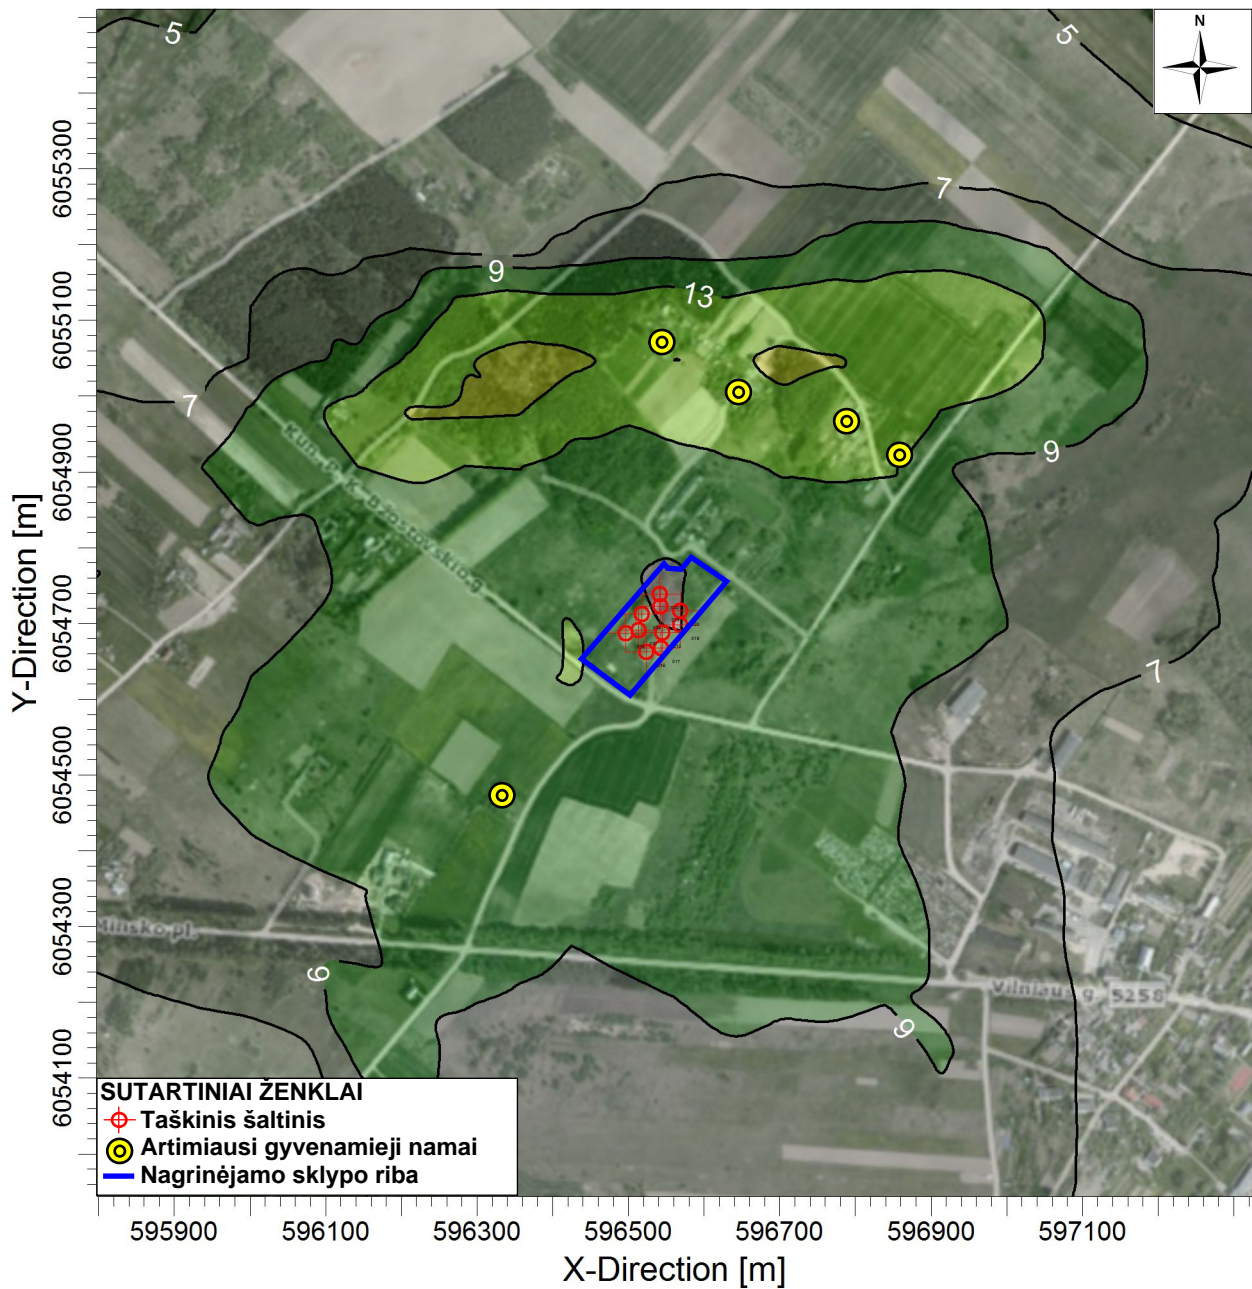 5
5
N
6055300
7
9
13
6055100
7
Kun. P. K. Bžostovskio g.
9
6054900
Y-Direction [m]
6054700
7
6054500
6054300
Minsko pl.
9
Vilniaus g. 5258
9
6054100
SUTARTINIAI ŽENKLAI
Taškinis šaltinis
Artimiausi gyvenamieji namai
Nagrinėjamo sklypo riba
595900 596100 596300 596500 596700 596900 597100
X-Direction [m]